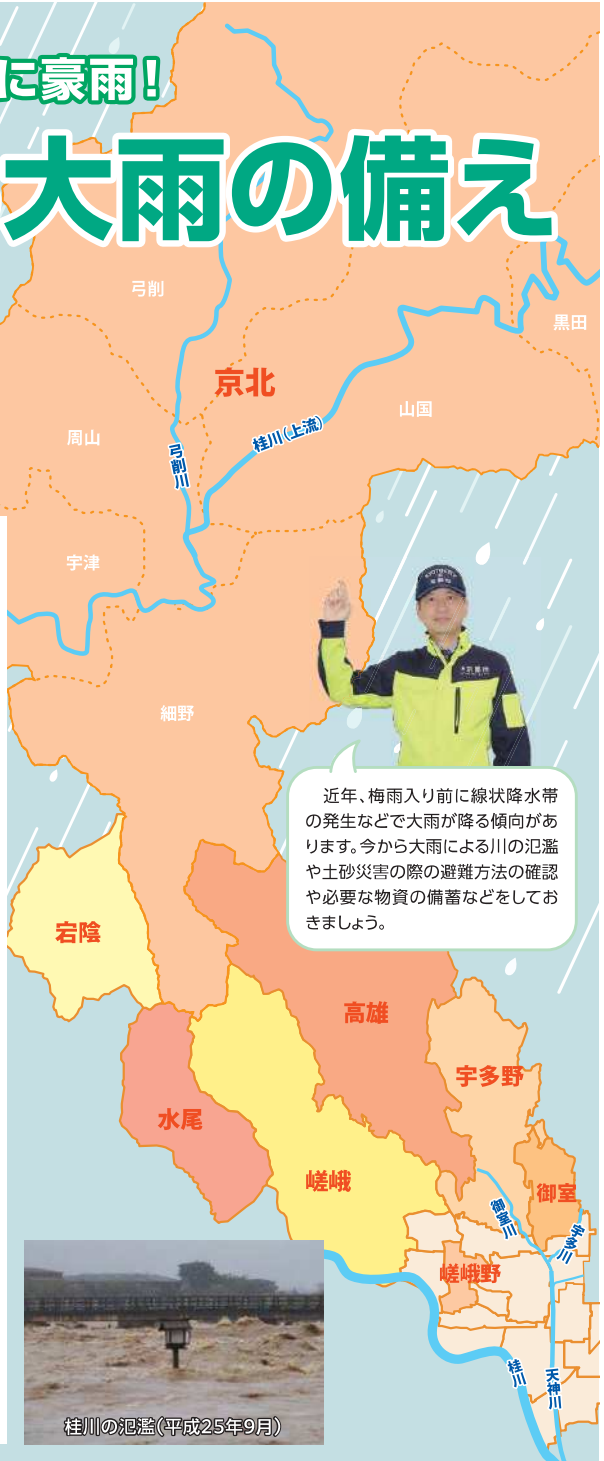 に豪雨！
大雨の備え
弓削
黒田
京北
山国
周山
桂川（上流）
弓削川
宇津
細野
近年、梅雨入り前に線状降水帯
の発生などで大雨が降る傾向があ
ります。今から大雨による川の氾濫
や土砂災害の際の避難方法の確認
や必要な物資の備蓄などをしてお
きましょう。
宕陰
高雄
宇多野
水尾
嵯峨
御室
御室川
宇多川
嵯峨野
桂川
天神川
桂川の氾濫（平成25年9月）